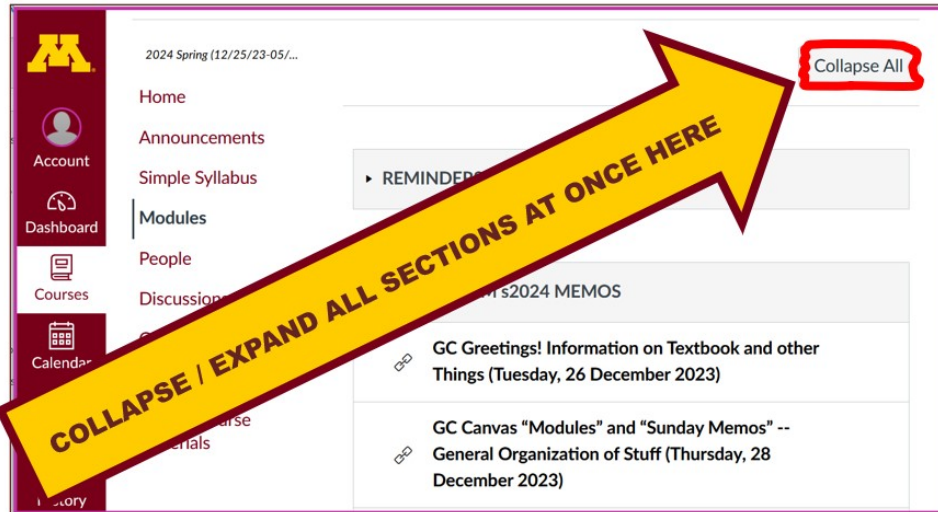 M
2024 Spring (12/25/23-05/...
Collapse All
Home
Announcements
Account
Simple Syllabus
REMINDERS
Dashboard
Modules
People
Courses
Discussion
s2024 MEMOS
Calendar
GC Greetings! Information on Textbook and other
Things (Tuesday, 26 December 2023)
GC Canvas “Modules” and “Sunday Memos” --
General Organization of Stuff (Thursday, 28
December 2023)
COLLAPSE / EXPAND ALL SECTIONS AT ONCE HERE